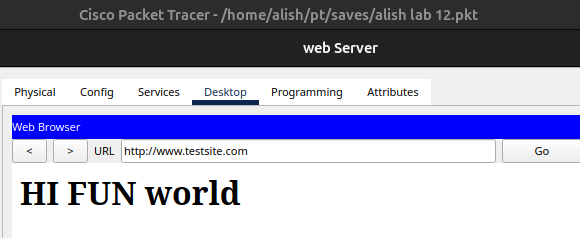 Cisco Packet Tracer - /home/alish/pt/saves/alish lab 12.pkt
web Server
Physical Config Services Desktop Programming Attributes
Web Browser
< > URL http://www.testsite.com Go
HI FUN world